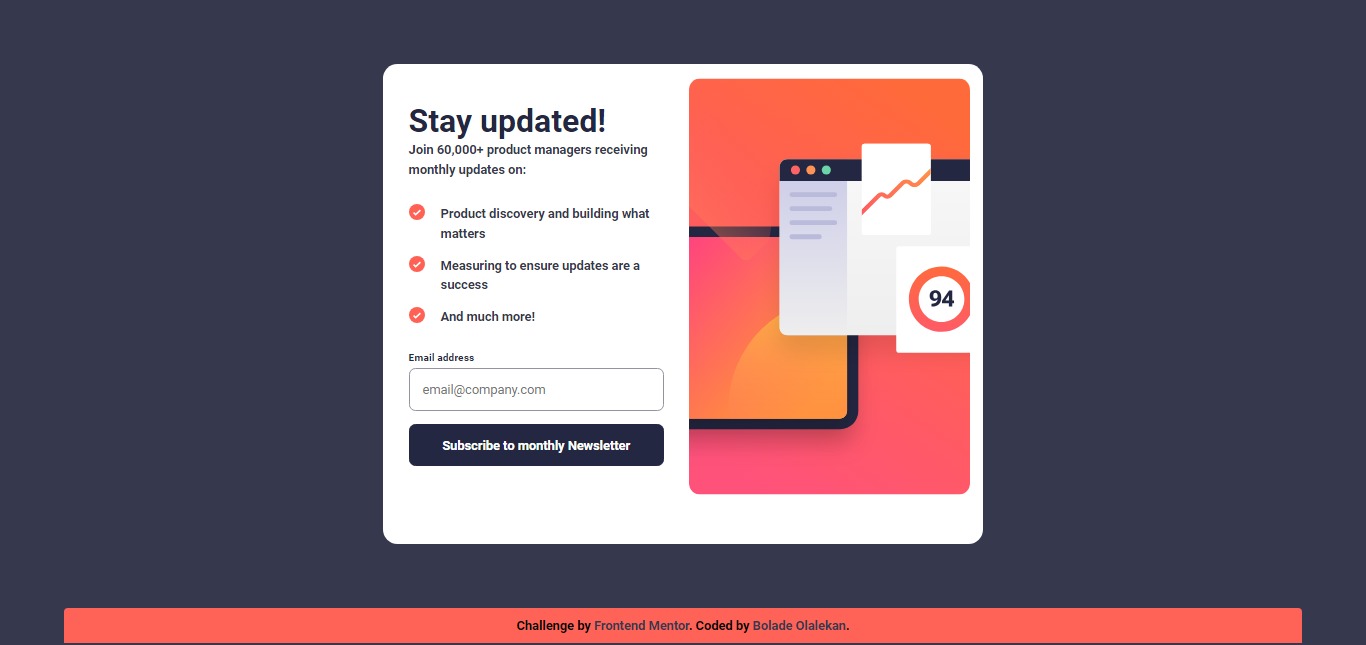 Stay updated!
Join 60,000+ product managers receiving
monthly updates on:
Product discovery and building what
matters
Measuring to ensure updates are a
success
And much more!
Email address
email@company.com
Subscribe to monthly Newsletter
94
Challenge by Frontend Mentor. Coded by Bolade Olalekan.